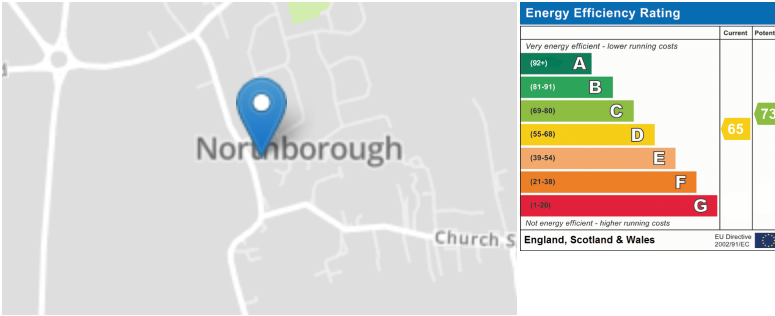 Northborough
Church S
Energy Efficiency Rating
Current Poten
Very energy efficient - lower running costs
(92+) A
(81-91) B
(69-80) C
73
(55-68) D
65
(39-54) E
(21-38) F
(1-20) G
Not energy efficient - higher running costs
England, Scotland & Wales
EU Directive
2002/91/EC